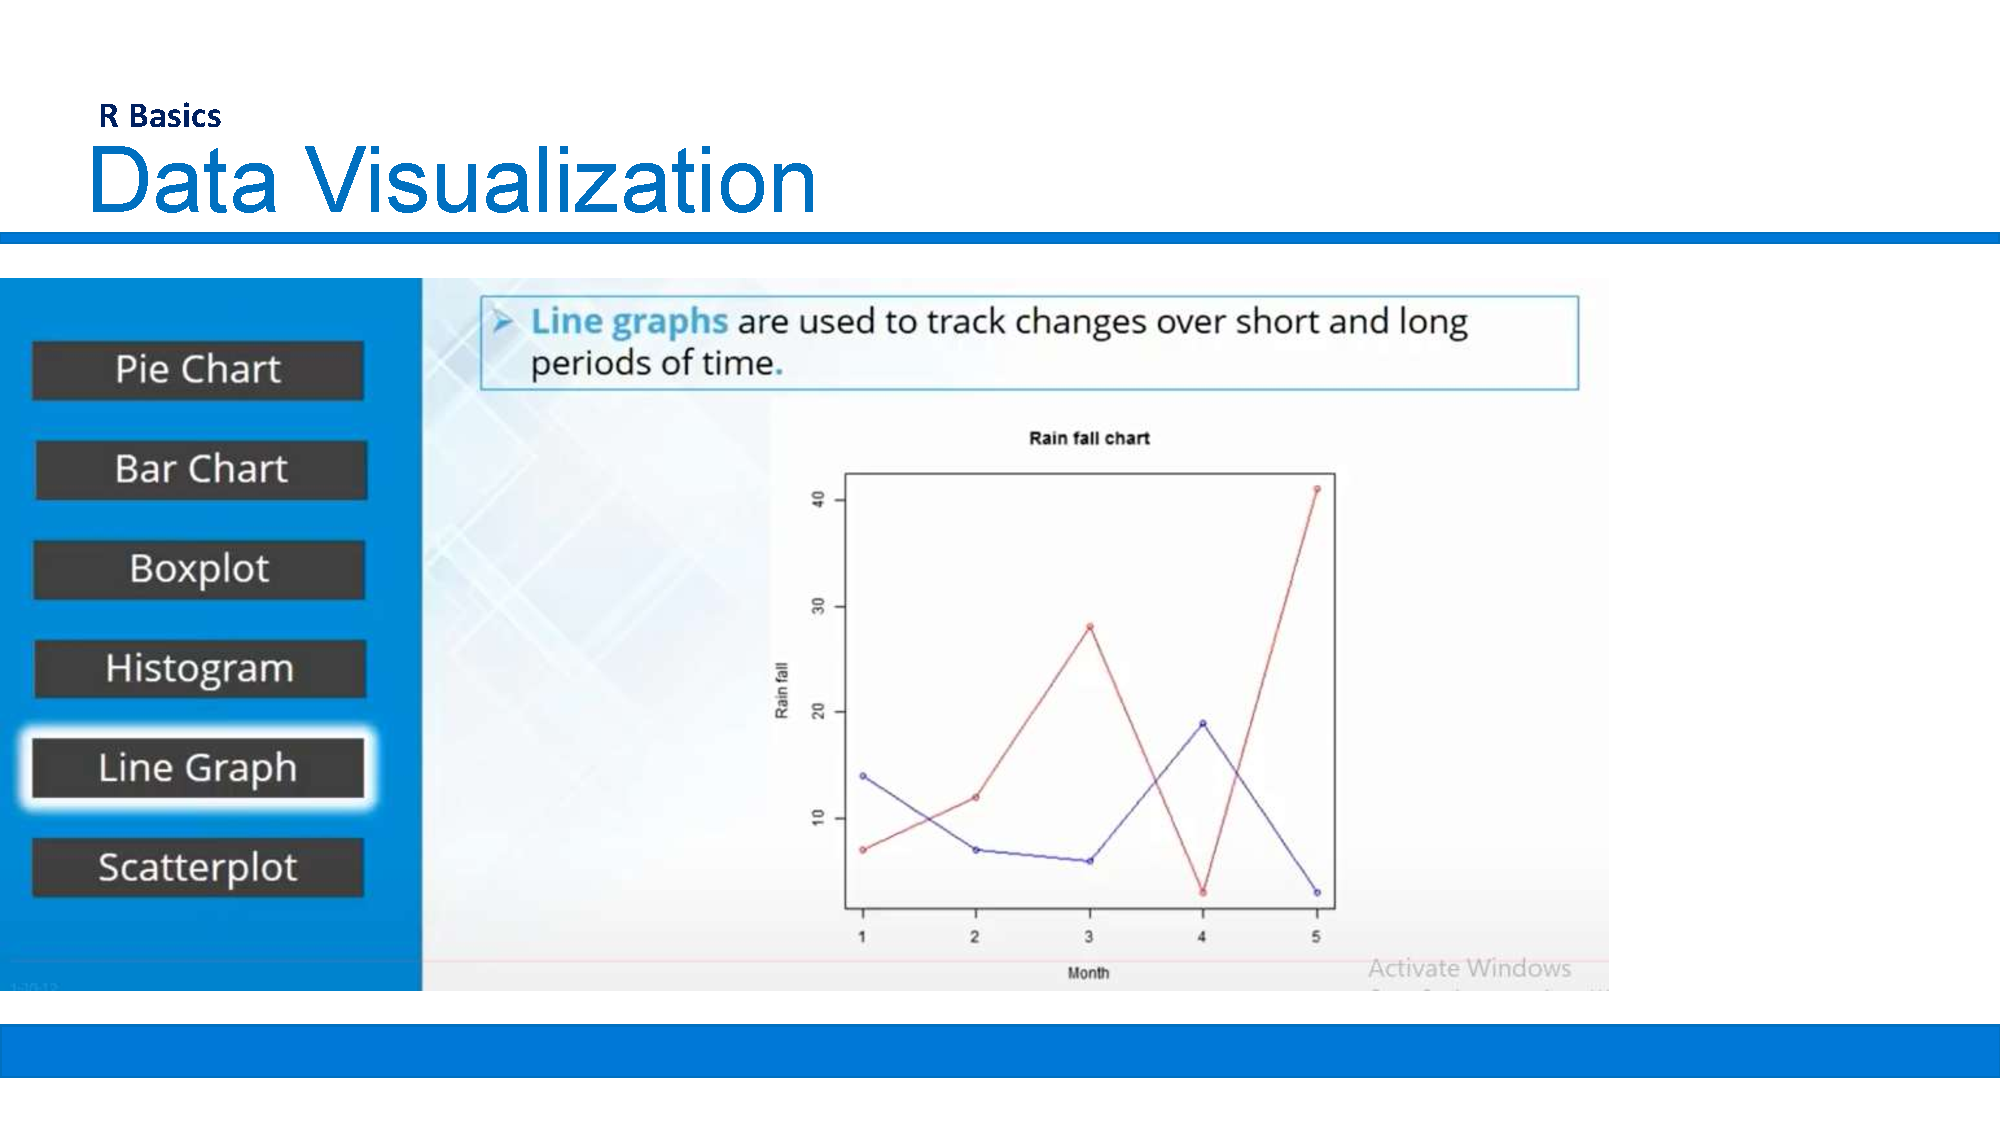 R Basics
Data Visualization
Pie Chart
Bar Chart
Boxplot
Histogram
Line Graph
Scatterplot
➢ Line graphs are used to track changes over short and long
periods of time.
Rain fall chart
Rain fall
40
30
20
10
1 2 3 4 5
Month
Activate Windows